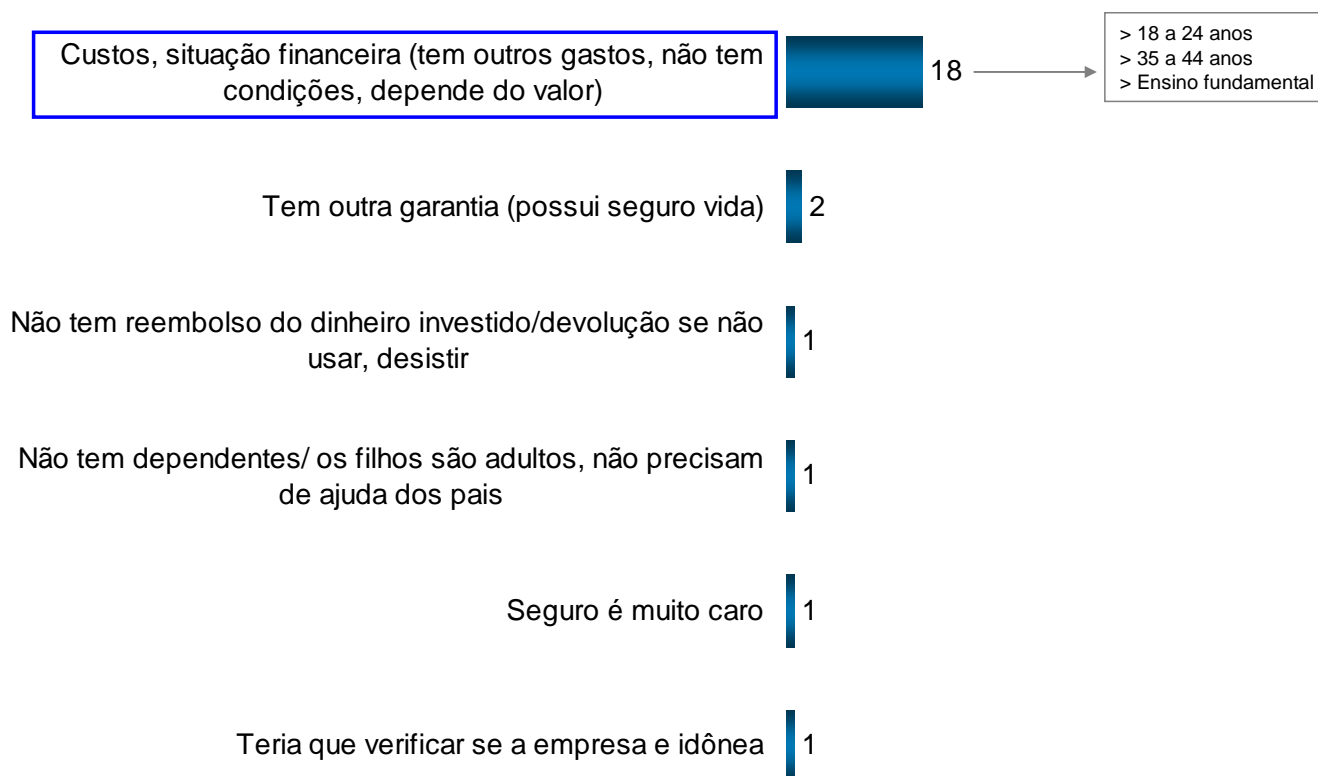 Custos, situação financeira (tem outros gastos, não tem
condições, depende do valor)
18
> 18 a 24 anos
> 35 a 44 anos
> Ensino fundamental
Tem outra garantia (possui seguro vida)
2
Não tem reembolso do dinheiro investido/devolução se não
usar, desistir
1
Não tem dependentes/ os filhos são adultos, não precisam
de ajuda dos pais
1
Seguro é muito caro
1
Teria que verificar se a empresa e idônea
1